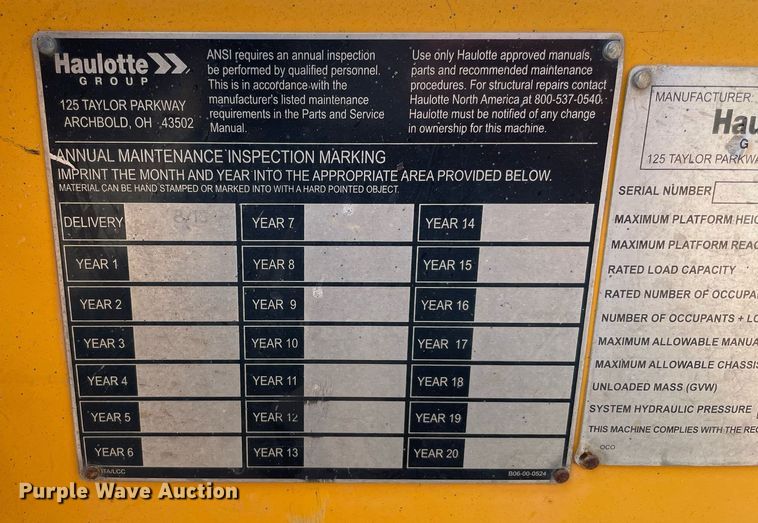 Haulotte
GROUP
125 TAYLOR PARKWAY
ARCHBOLD, OH 43502
ANSI requires an annual inspection
be performed by qualified personnel.
This is in accordance with the
manufacturer's listed maintenance
requirements in the Parts and Service
Manual.
Use only Haulotte approved manuals,
parts and recommended maintenance
procedures. For structural repairs contact
Haulotte North America at 800-537-0540.
Haulotte must be notified of any change
in ownership for this machine.
ANNUAL MAINTENANCE INSPECTION MARKING
IMPRINT THE MONTH AND YEAR INTO THE APPROPRIATE AREA PROVIDED BELOW.
MATERIAL CAN BE HAND STAMPED OR MARKED INTO WITH A HARD POINTED OBJECT.
DELIVERY YEAR 7 YEAR 14
YEAR 1 YEAR 8 YEAR 15
YEAR 2 YEAR 9 YEAR 16
YEAR 3 YEAR 10 YEAR 17
YEAR 4 YEAR 11 YEAR 18
YEAR 5 YEAR 12 YEAR 19
YEAR 6 YEAR 13 YEAR 20
B06-00-0524
MANUFACTURER
Hau
G
125 TAYLOR PARKWA
SERIAL NUMBER
MAXIMUM PLATFORM HEIG
MAXIMUM PLATFORM REAC
RATED LOAD CAPACITY
RATED NUMBER OF OCCUPA
NUMBER OF OCCUPANTS + LO
MAXIMUM ALLOWABLE MANUA
MAXIMUM ALLOWABLE CHASSIS
UNLOADED MASS (GVW)
SYSTEM HYDRAULIC PRESSURE
THIS MACHINE COMPLIES WITH THE REQ
OCO
Purple Wave Auction